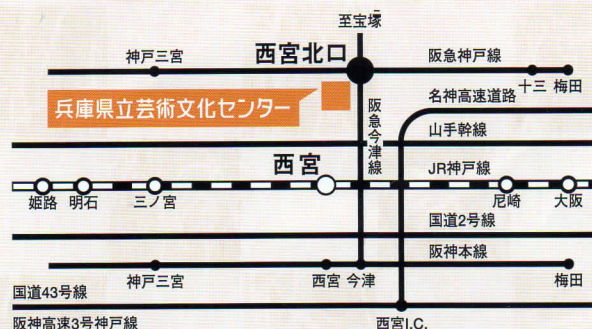 至宝塚
神戸三宮
西宮北口
阪急神戸線
十三
梅田
兵庫県立芸術文化センター
名神高速道路
阪急今津線
山手幹線
西宮
JR神戸線
姫路
明石
三ノ宮
尼崎
大阪
国道2号線
阪神本線
神戸三宮
西宮
今津
梅田
国道43号線
阪神高速3号神戸線
西宮I.C.